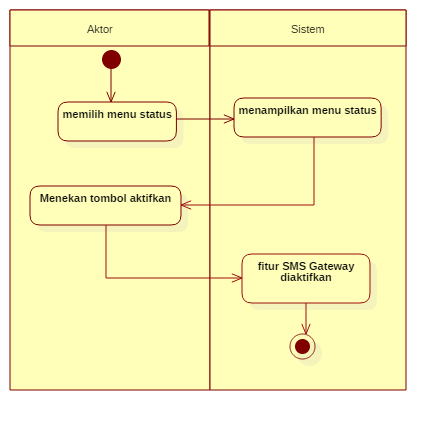 Aktor
Sistem
memilih menu status
menampilkan menu status
Menekan tombol aktifkan
fitur SMS Gateway
diaktifkan